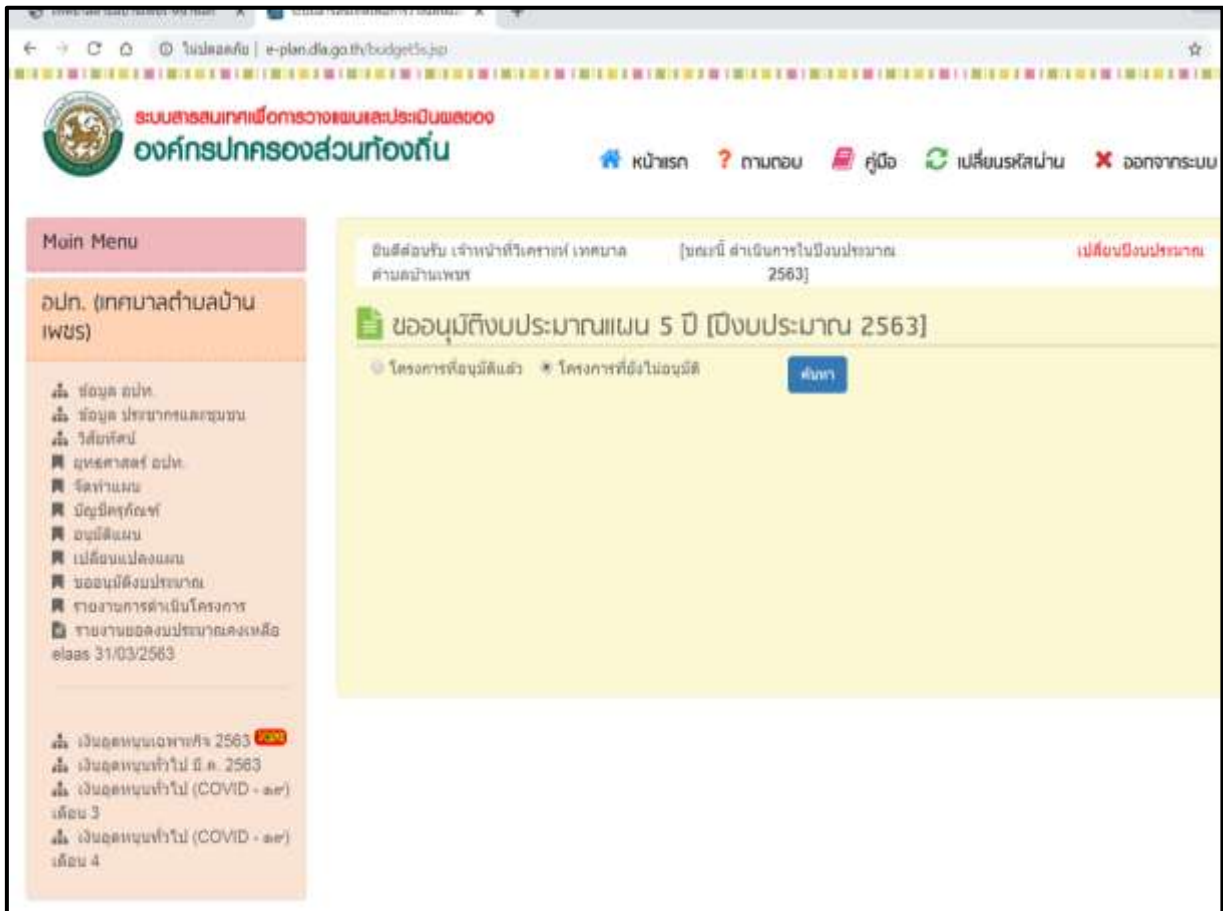 ไม่ปลอดภัย | e-plan.dla.go.th/budget5s.jsp
ระบบสารสนเทศเพื่อการวางแผนและประเมินผลของ
องค์กรปกครองส่วนท้องถิ่น
หน้าแรก ? ถามตอบ คู่มือ เปลี่ยนรหัสผ่าน ออกจากระบบ
Main Menu
อปท. (เทศบาลตำบลบ้าน
เพชร)
ข้อมูล อปท.
ข้อมูล ประชากรและชุมชน
วิสัยทัศน์
ยุทธศาสตร์ อปท.
จัดทำแผน
บัญชีครุภัณฑ์
อนุมัติแผน
เปลี่ยนแปลงแผน
ขออนุมัติงบประมาณ
รายงานการดำเนินโครงการ
รายงานยอดงบประมาณคงเหลือ
elaas 31/03/2563
เงินอุดหนุนเฉพาะกิจ 2563
เงินอุดหนุนทั่วไป มี.ค. 2563
เงินอุดหนุนทั่วไป (COVID - ๑๙)
เดือน 3
เงินอุดหนุนทั่วไป (COVID - ๑๙)
เดือน 4
ยินดีต้อนรับ เจ้าหน้าที่วิเคราะห์ เทศบาล
ตำบลบ้านเพชร
[ขณะนี้ ดำเนินการในปีงบประมาณ
2563]
เปลี่ยนปีงบประมาณ
ขออนุมัติงบประมาณแผน 5 ปี [ปีงบประมาณ 2563]
โครงการที่อนุมัติแล้ว โครงการที่ยังไม่อนุมัติ ค้นหา